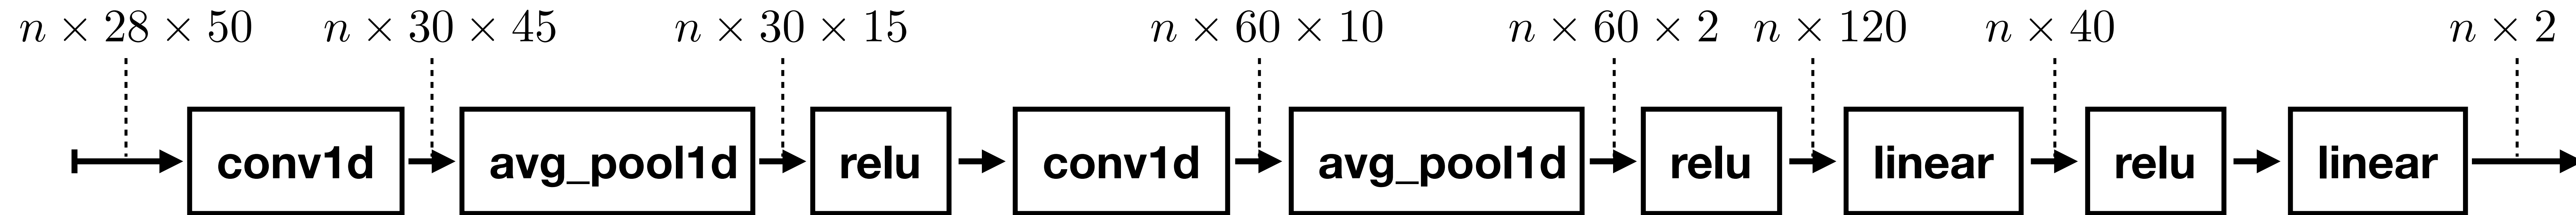 n × 28 × 50 n × 30 × 45 n × 30 × 15 n × 60 × 10 n × 60 × 2 n × 120 n × 40 n × 2
conv1d avg_pool1d relu conv1d avg_pool1d relu linear relu linear